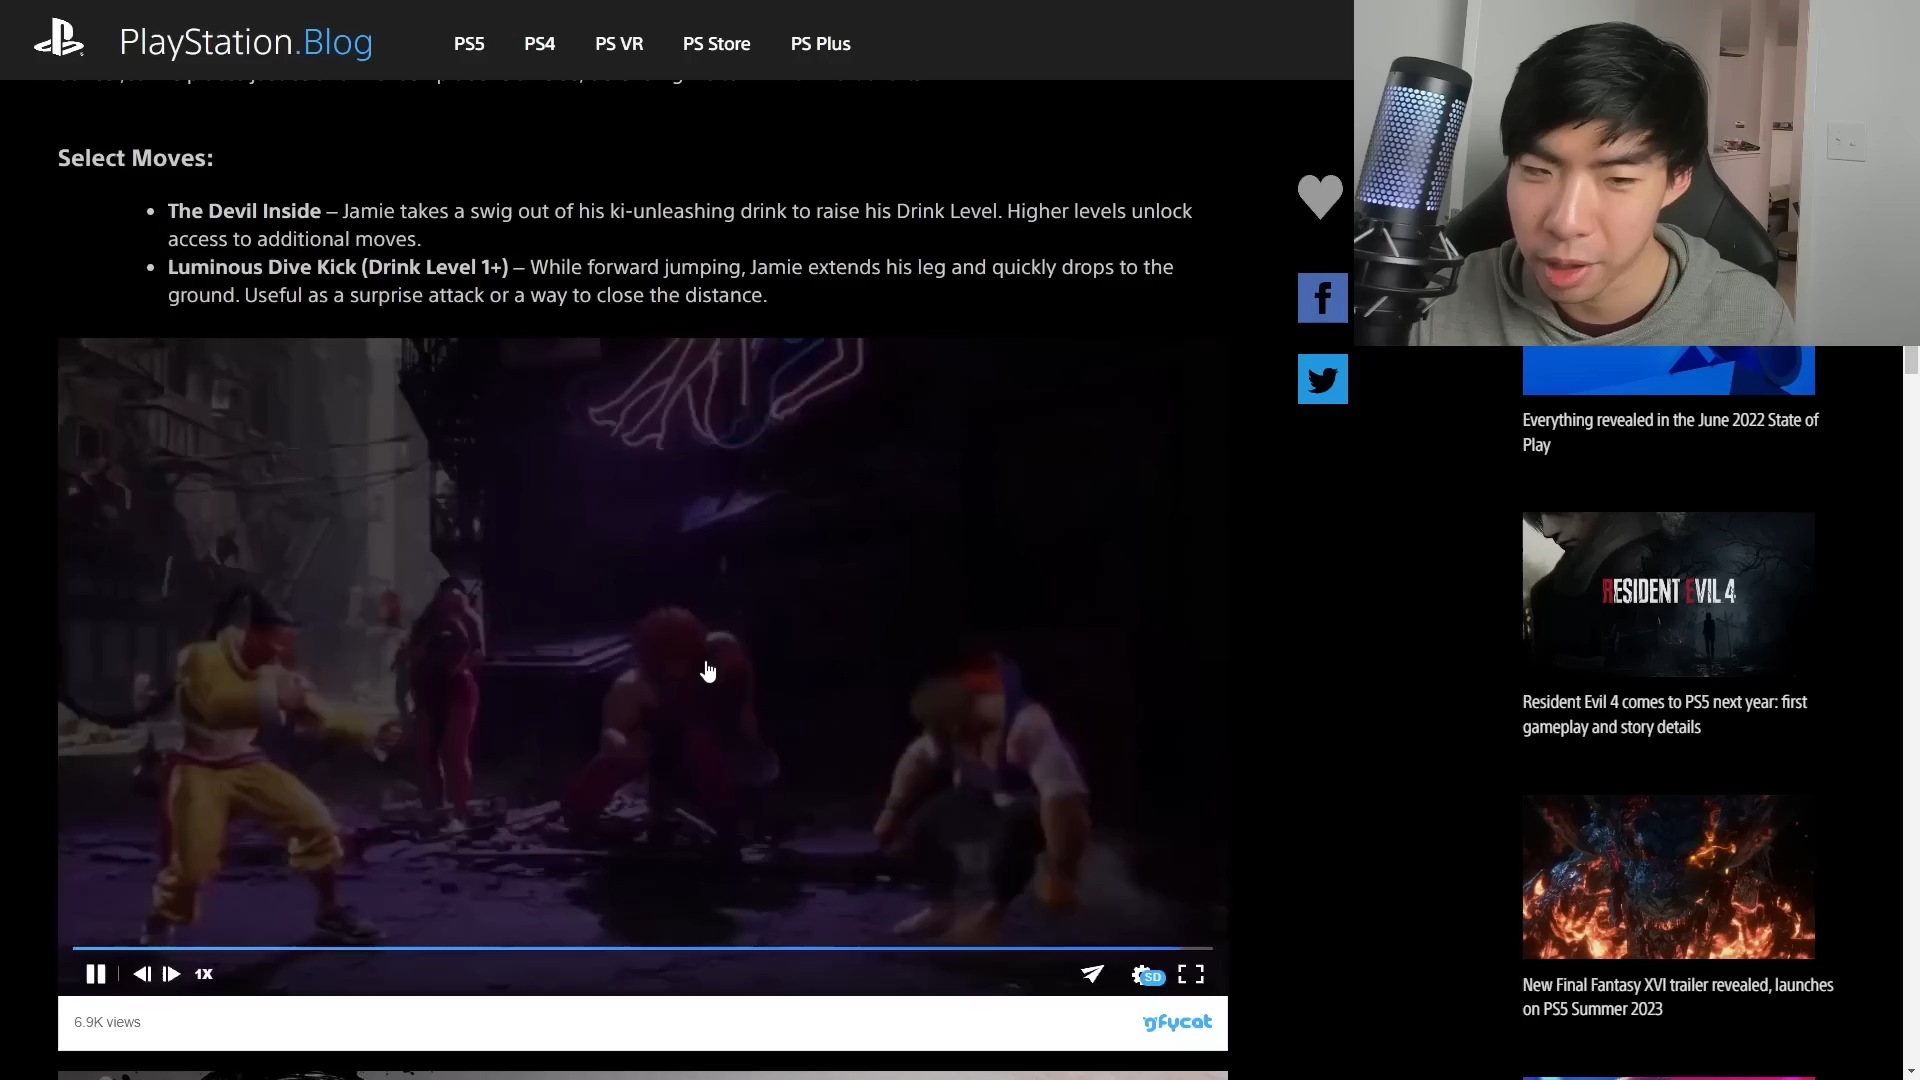 PlayStation.Blog
PS5 PS4 PS VR PS Store PS Plus
Select Moves:
• The Devil Inside – Jamie takes a swig out of his ki-unleashing drink to raise his Drink Level. Higher levels unlock
access to additional moves.
• Luminous Dive Kick (Drink Level 1+) – While forward jumping, Jamie extends his leg and quickly drops to the
ground. Useful as a surprise attack or a way to close the distance.
Everything revealed in the June 2022 State of
Play
RESIDENT EVIL 4
Resident Evil 4 comes to PS5 next year: first
gameplay and story details
New Final Fantasy XVI trailer revealed, launches
on PS5 Summer 2023
1X
SD
6.9K views
gfycat